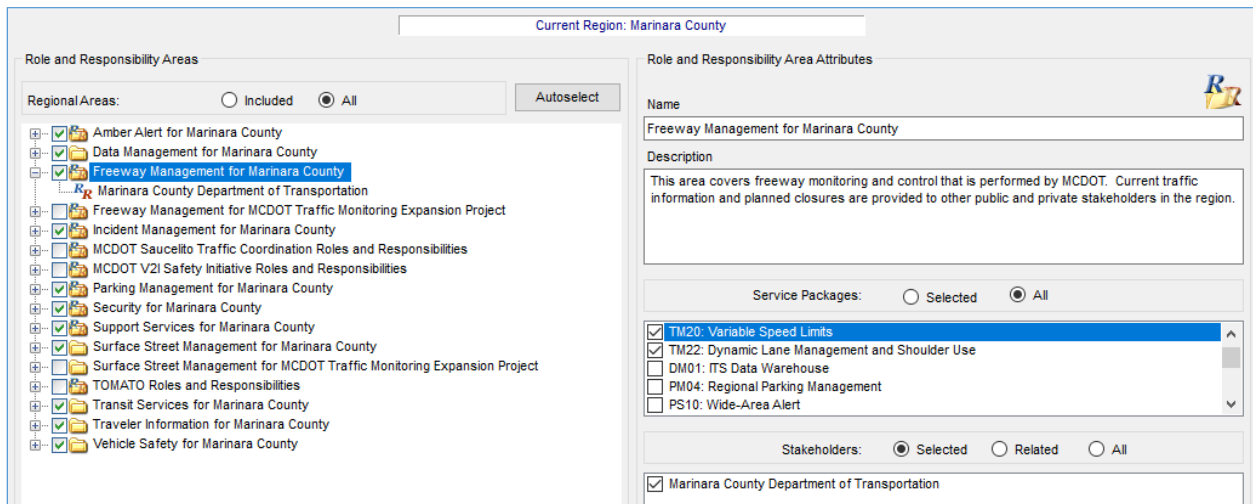 Current Region: Marinara County
Role and Responsibility Areas
Regional Areas: Included All Autoselect
Amber Alert for Marinara County
Data Management for Marinara County
Freeway Management for Marinara County
RR Marinara County Department of Transportation
Freeway Management for MCDOT Traffic Monitoring Expansion Project
Incident Management for Marinara County
MCDOT Saucelito Traffic Coordination Roles and Responsibilities
MCDOT V2I Safety Initiative Roles and Responsibilities
Parking Management for Marinara County
Security for Marinara County
Support Services for Marinara County
Surface Street Management for Marinara County
Surface Street Management for MCDOT Traffic Monitoring Expansion Project
TOMATO Roles and Responsibilities
Transit Services for Marinara County
Traveler Information for Marinara County
Vehicle Safety for Marinara County
Role and Responsibility Area Attributes
RR
Name
Freeway Management for Marinara County
Description
This area covers freeway monitoring and control that is performed by MCDOT. Current traffic
information and planned closures are provided to other public and private stakeholders in the region.
Service Packages: Selected All
TM20: Variable Speed Limits
TM22: Dynamic Lane Management and Shoulder Use
DM01: ITS Data Warehouse
PM04: Regional Parking Management
PS10: Wide-Area Alert
Stakeholders: Selected Related All
Marinara County Department of Transportation